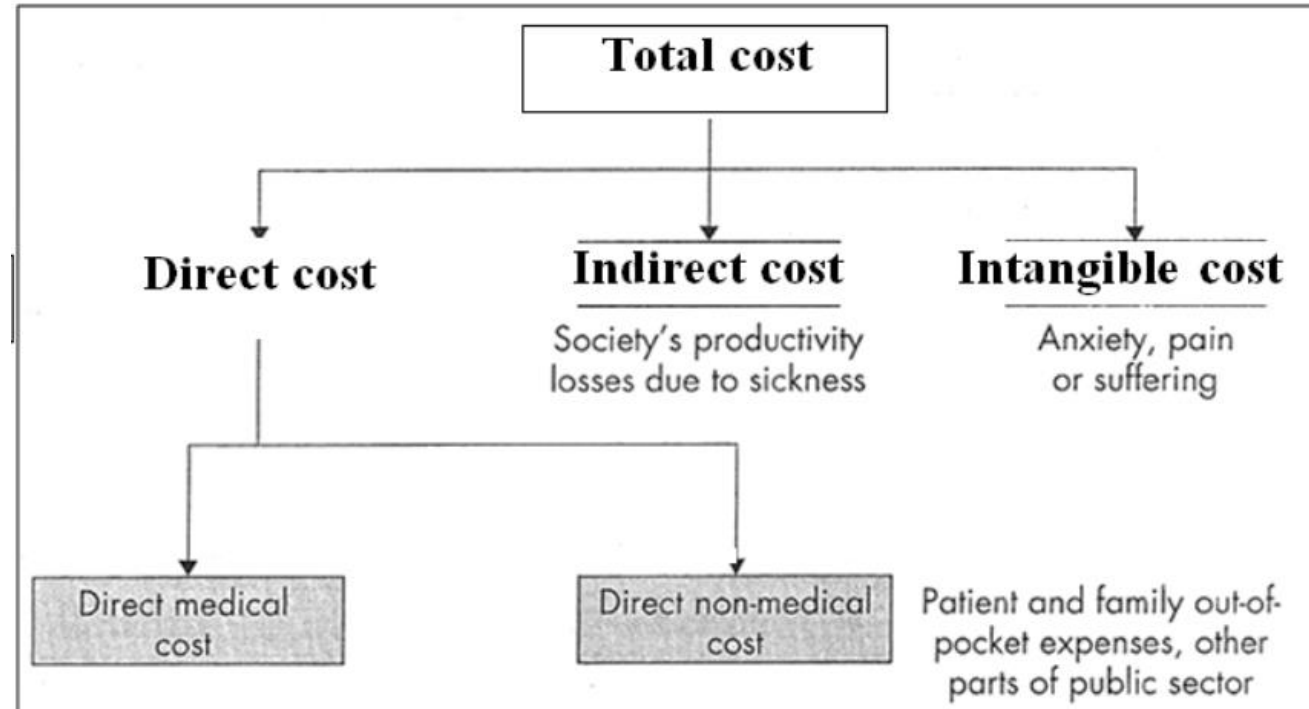 Total cost
Direct cost
Indirect cost
Intangible cost
Society's productivity
losses due to sickness
Anxiety, pain
or suffering
Direct medical
cost
Direct non-medical
cost
Patient and family out-of-
pocket expenses, other
parts of public sector